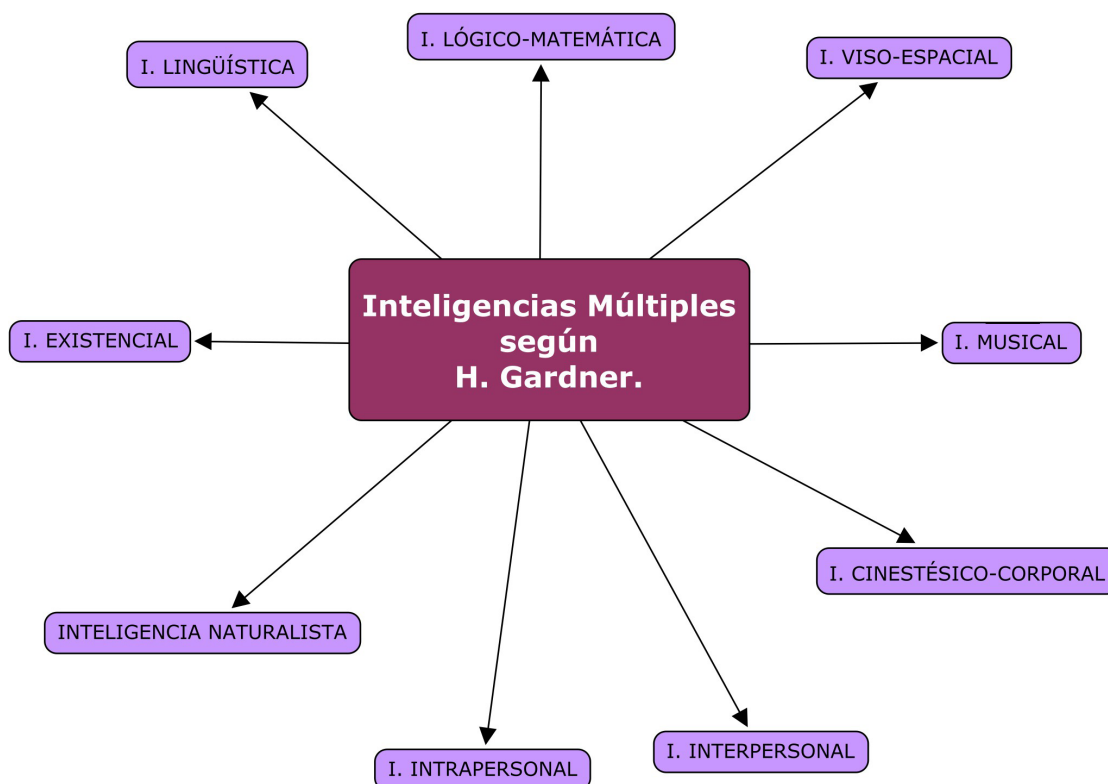 I. LÓGICO-MATEMÁTICA
I. LINGÜÍSTICA
I. VISO-ESPACIAL
Inteligencias Múltiples
según
H. Gardner.
I. EXISTENCIAL
I. MUSICAL
I. CINESTÉSICO-CORPORAL
INTELIGENCIA NATURALISTA
I. INTERPERSONAL
I. INTRAPERSONAL